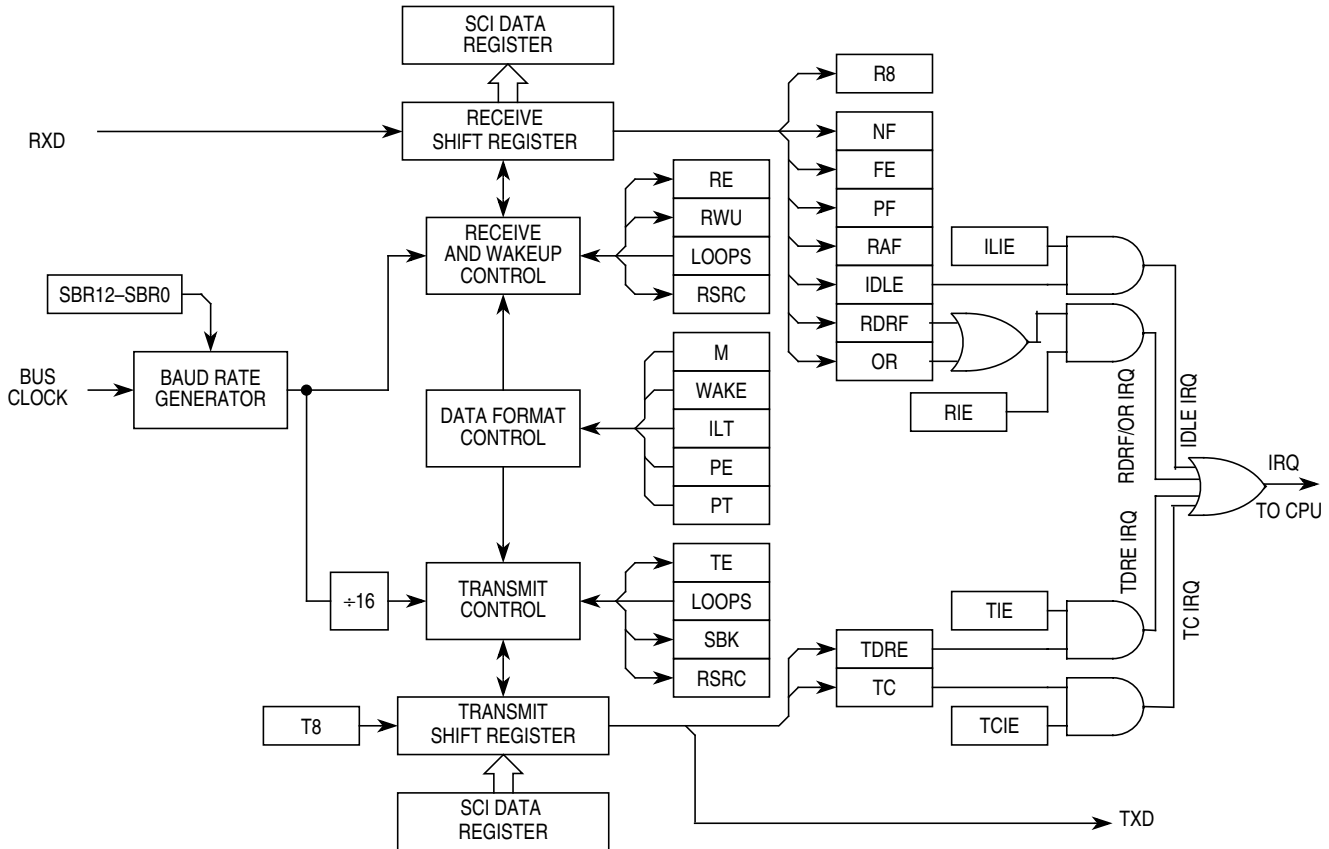 SCI DATA
REGISTER
R8
RXD
RECEIVE
SHIFT REGISTER
NF
FE
PF
RAF
IDLE
RDRF
OR
RE
RWU
LOOPS
RSRC
RECEIVE
AND WAKEUP
CONTROL
ILIE
SBR12–SBR0
BUS
CLOCK
BAUD RATE
GENERATOR
M
WAKE
ILT
PE
PT
DATA FORMAT
CONTROL
RIE
RDRF/OR IRQ
IDLE IRQ
IRQ
TO CPU
TDRE IRQ
TC IRQ
÷16
TRANSMIT
CONTROL
TE
LOOPS
SBK
RSRC
TIE
TDRE
TC
TCIE
T8
TRANSMIT
SHIFT REGISTER
SCI DATA
REGISTER
TXD